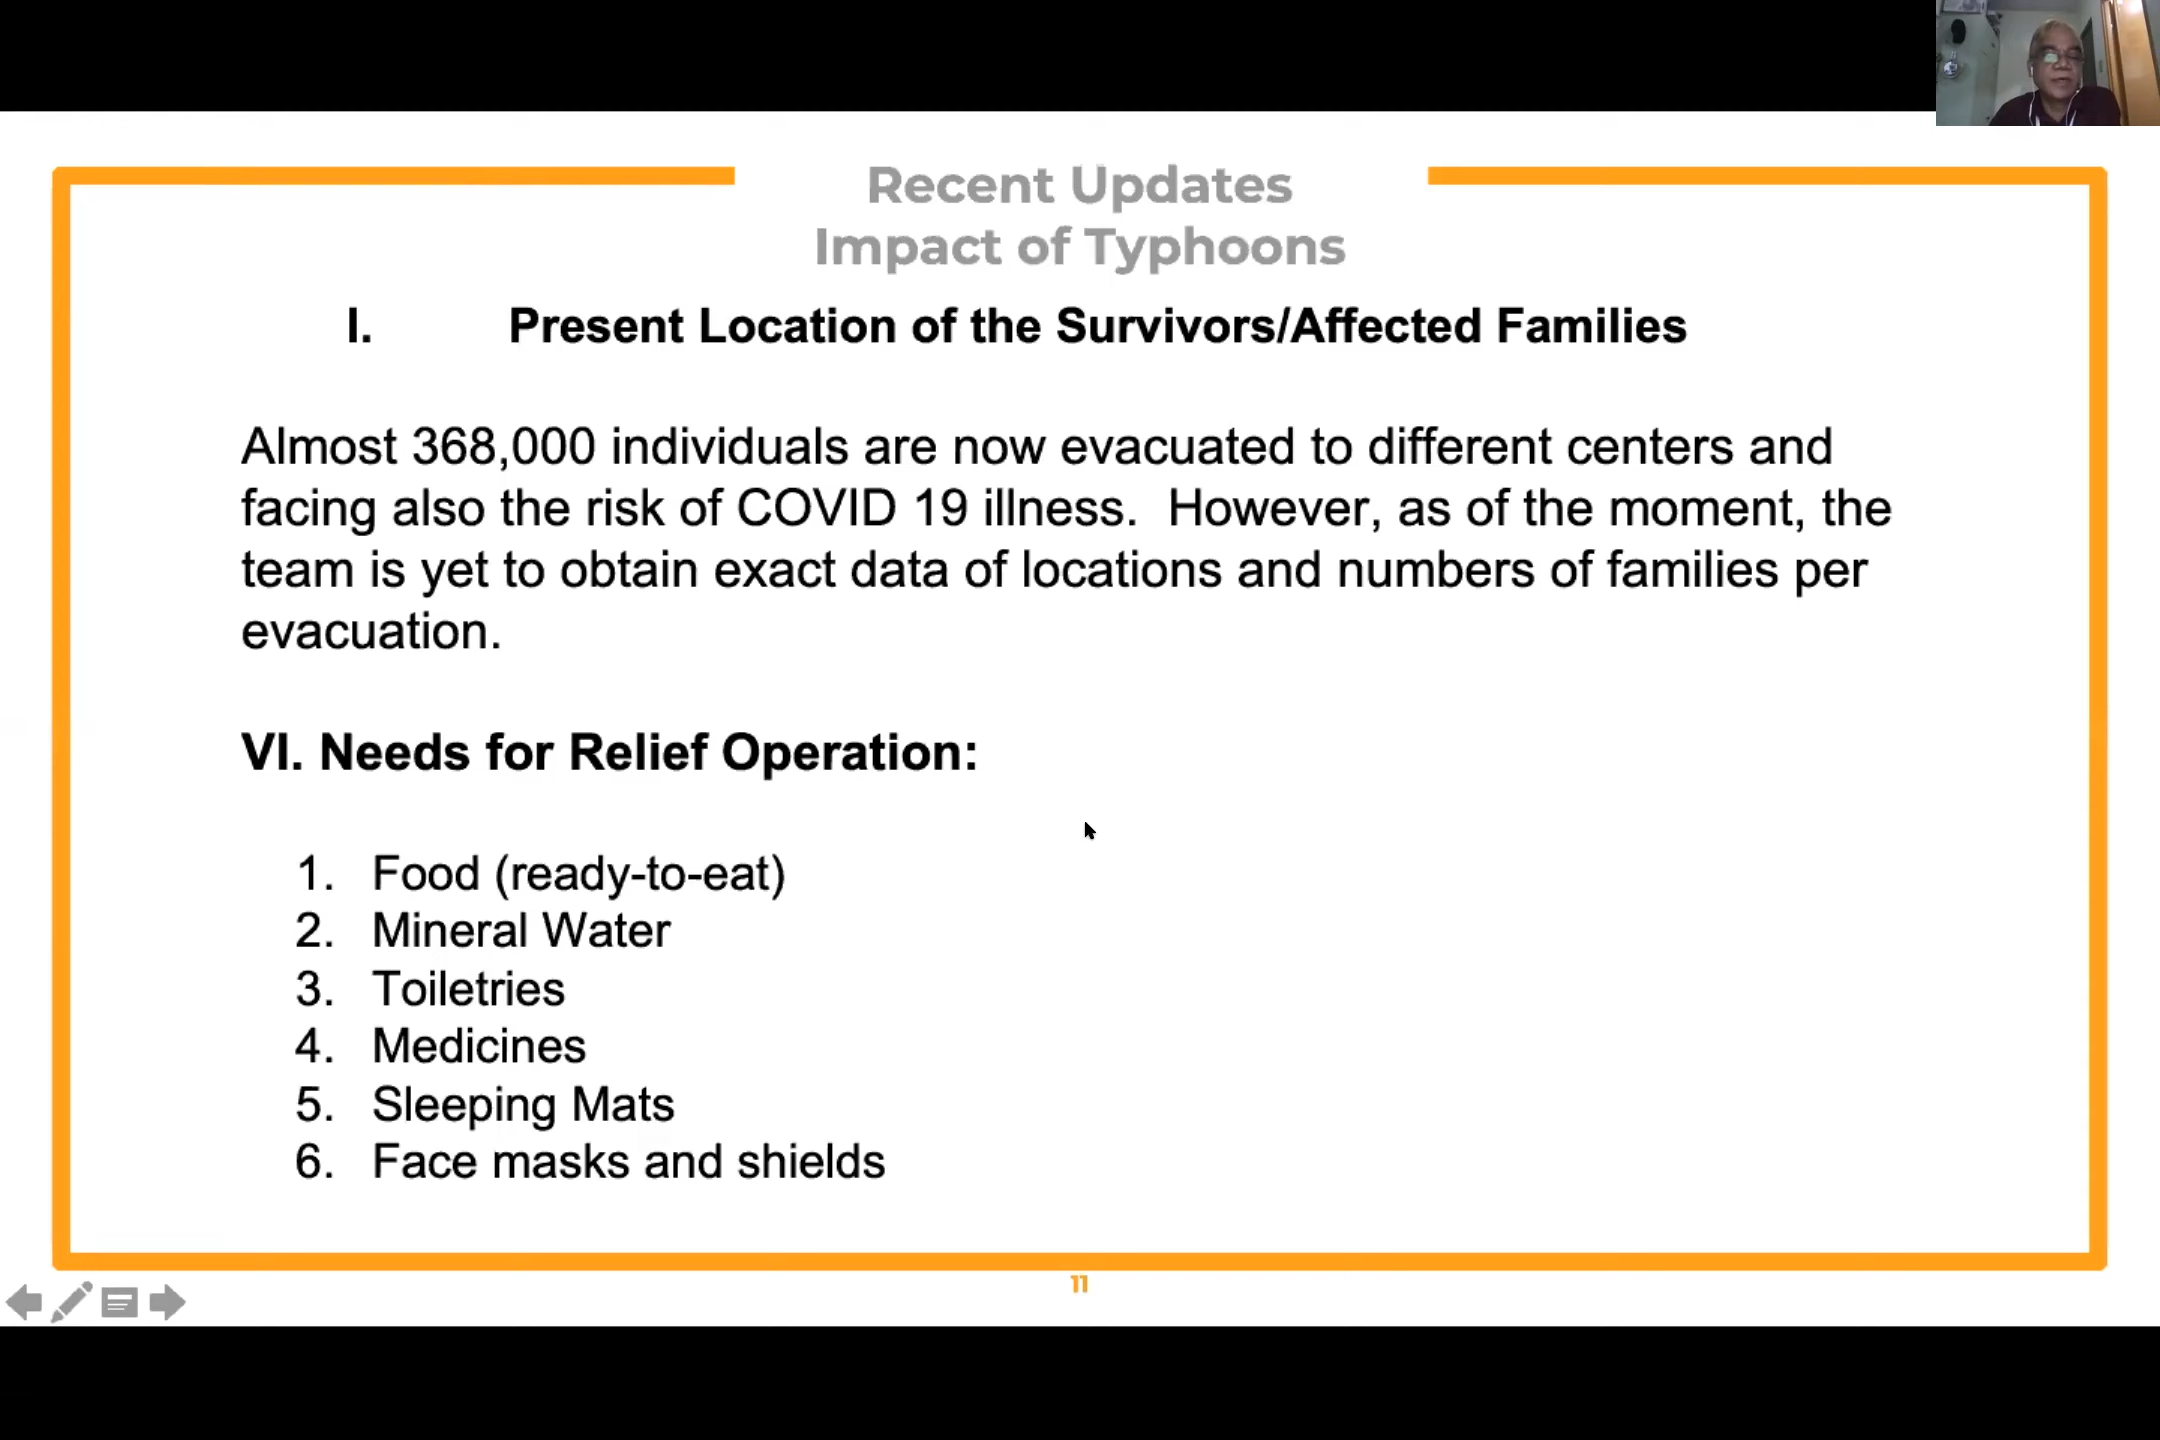 Recent Updates
Impact of Typhoons
I. Present Location of the Survivors/Affected Families
Almost 368,000 individuals are now evacuated to different centers and
facing also the risk of COVID 19 illness.  However, as of the moment, the
team is yet to obtain exact data of locations and numbers of families per
evacuation.
VI. Needs for Relief Operation:
1. Food (ready-to-eat)
2. Mineral Water
3. Toiletries
4. Medicines
5. Sleeping Mats
6. Face masks and shields
11